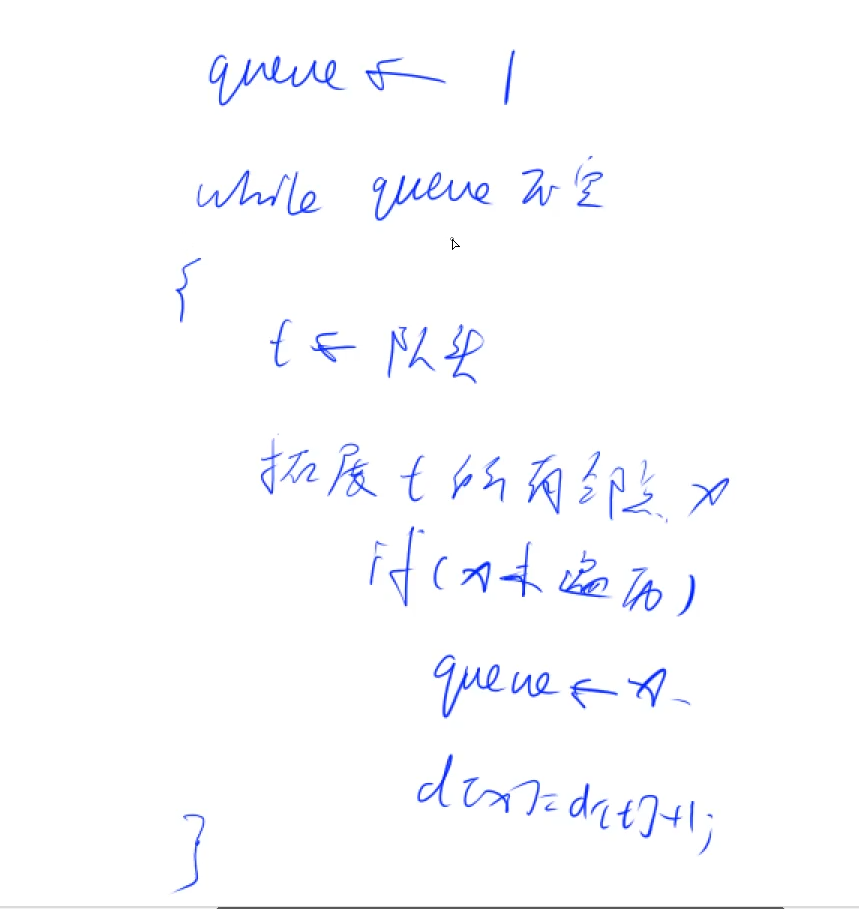 queue ← 1
while queue 不空
{
t ← 队头
拓展 t 的所有邻点 x
if (x未遍历)
queue ← x
d[x] = d[t]+1;
}